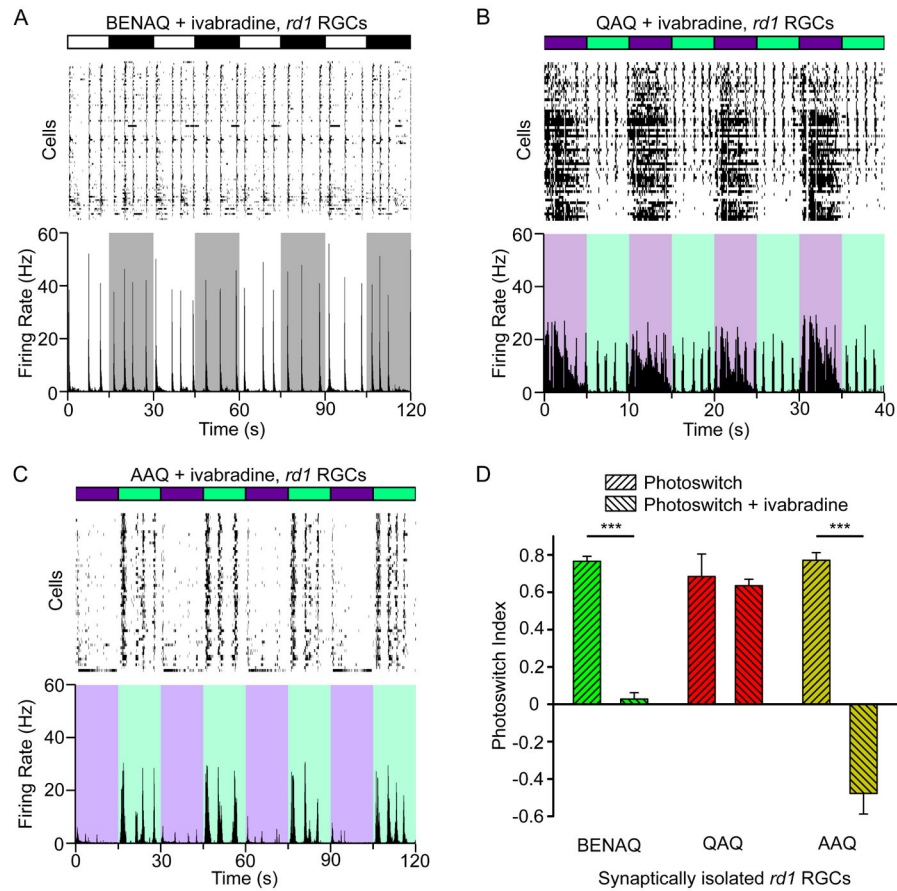 A
BENAQ + ivabradine, rd1 RGCs
Cells
Firing Rate (Hz)
60
40
20
0
0 30 60 90 120
Time (s)
B
QAQ + ivabradine, rd1 RGCs
Cells
Firing Rate (Hz)
60
40
20
0
0 10 20 30 40
Time (s)
C
AAQ + ivabradine, rd1 RGCs
Cells
Firing Rate (Hz)
60
40
20
0
0 30 60 90 120
Time (s)
D
Photoswitch
Photoswitch + ivabradine
*** ***
Photoswitch Index
0.8
0.6
0.4
0.2
0
-0.2
-0.4
-0.6
BENAQ QAQ AAQ
Synaptically isolated rd1 RGCs